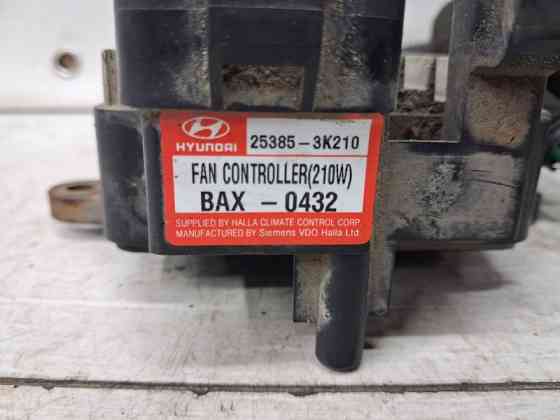 HYUNDAI 25385-3K210
FAN CONTROLLER(210W)
BAX - 0432
SUPPLIED BY HALLA CLIMATE CONTROL CORP
MANUFACTURED BY Siemens VDO Halla Ltd.